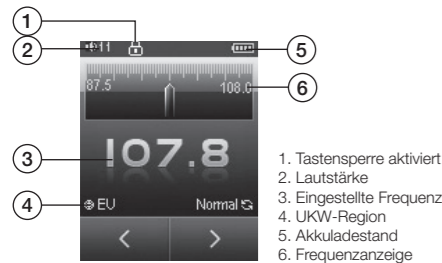 1
2
11
5
87.5
108.0
6
107.8
3
EU
Normal
4
1. Tastensperre aktiviert
2. Lautstärke
3. Eingestellte Frequenz
4. UKW-Region
5. Akkuladestand
6. Frequenzanzeige